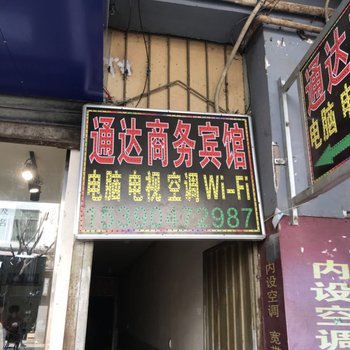 通达商务宾馆
电脑 电视 空调 Wi-Fi
通达
电脑
内设空调 宽
内设空调